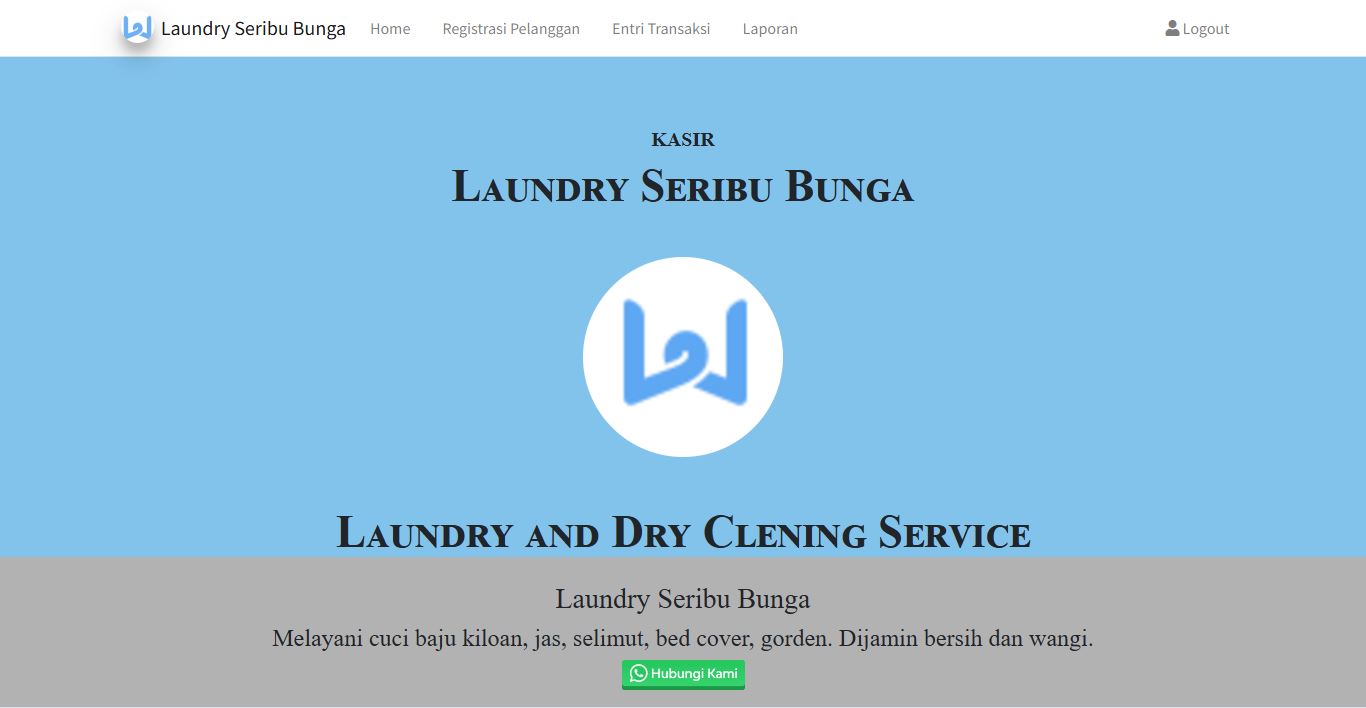 Laundry Seribu Bunga Home Registrasi Pelanggan Entri Transaksi Laporan Logout
KASIR
Laundry Seribu Bunga
Laundry and Dry Clening Service
Laundry Seribu Bunga
Melayani cuci baju kiloan, jas, selimut, bed cover, gorden. Dijamin bersih dan wangi.
Hubungi Kami